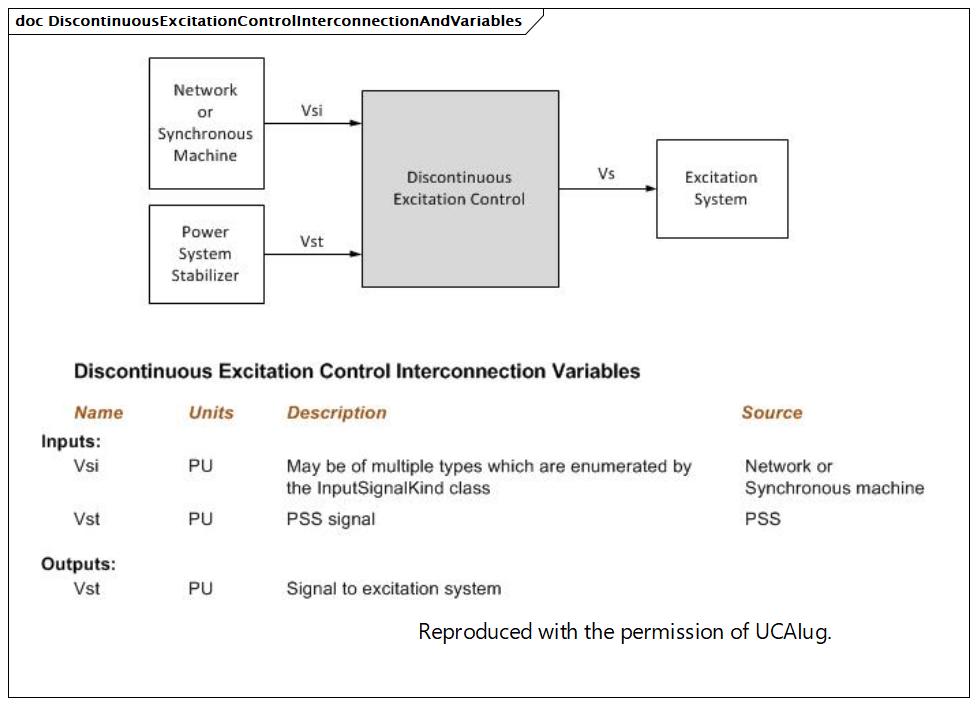 doc DiscontinuousExcitationControlInterconnectionAndVariables
Network
or
Synchronous
Machine
Vsi
Discontinuous
Excitation Control
Vs
Excitation
System
Power
System
Stabilizer
Vst
Discontinuous Excitation Control Interconnection Variables
Name Units Description Source
Inputs:
Vsi PU May be of multiple types which are enumerated by Network or
the InputSignalKind class Synchronous machine
Vst PU PSS signal PSS
Outputs:
Vst PU Signal to excitation system
Reproduced with the permission of UCAIug.